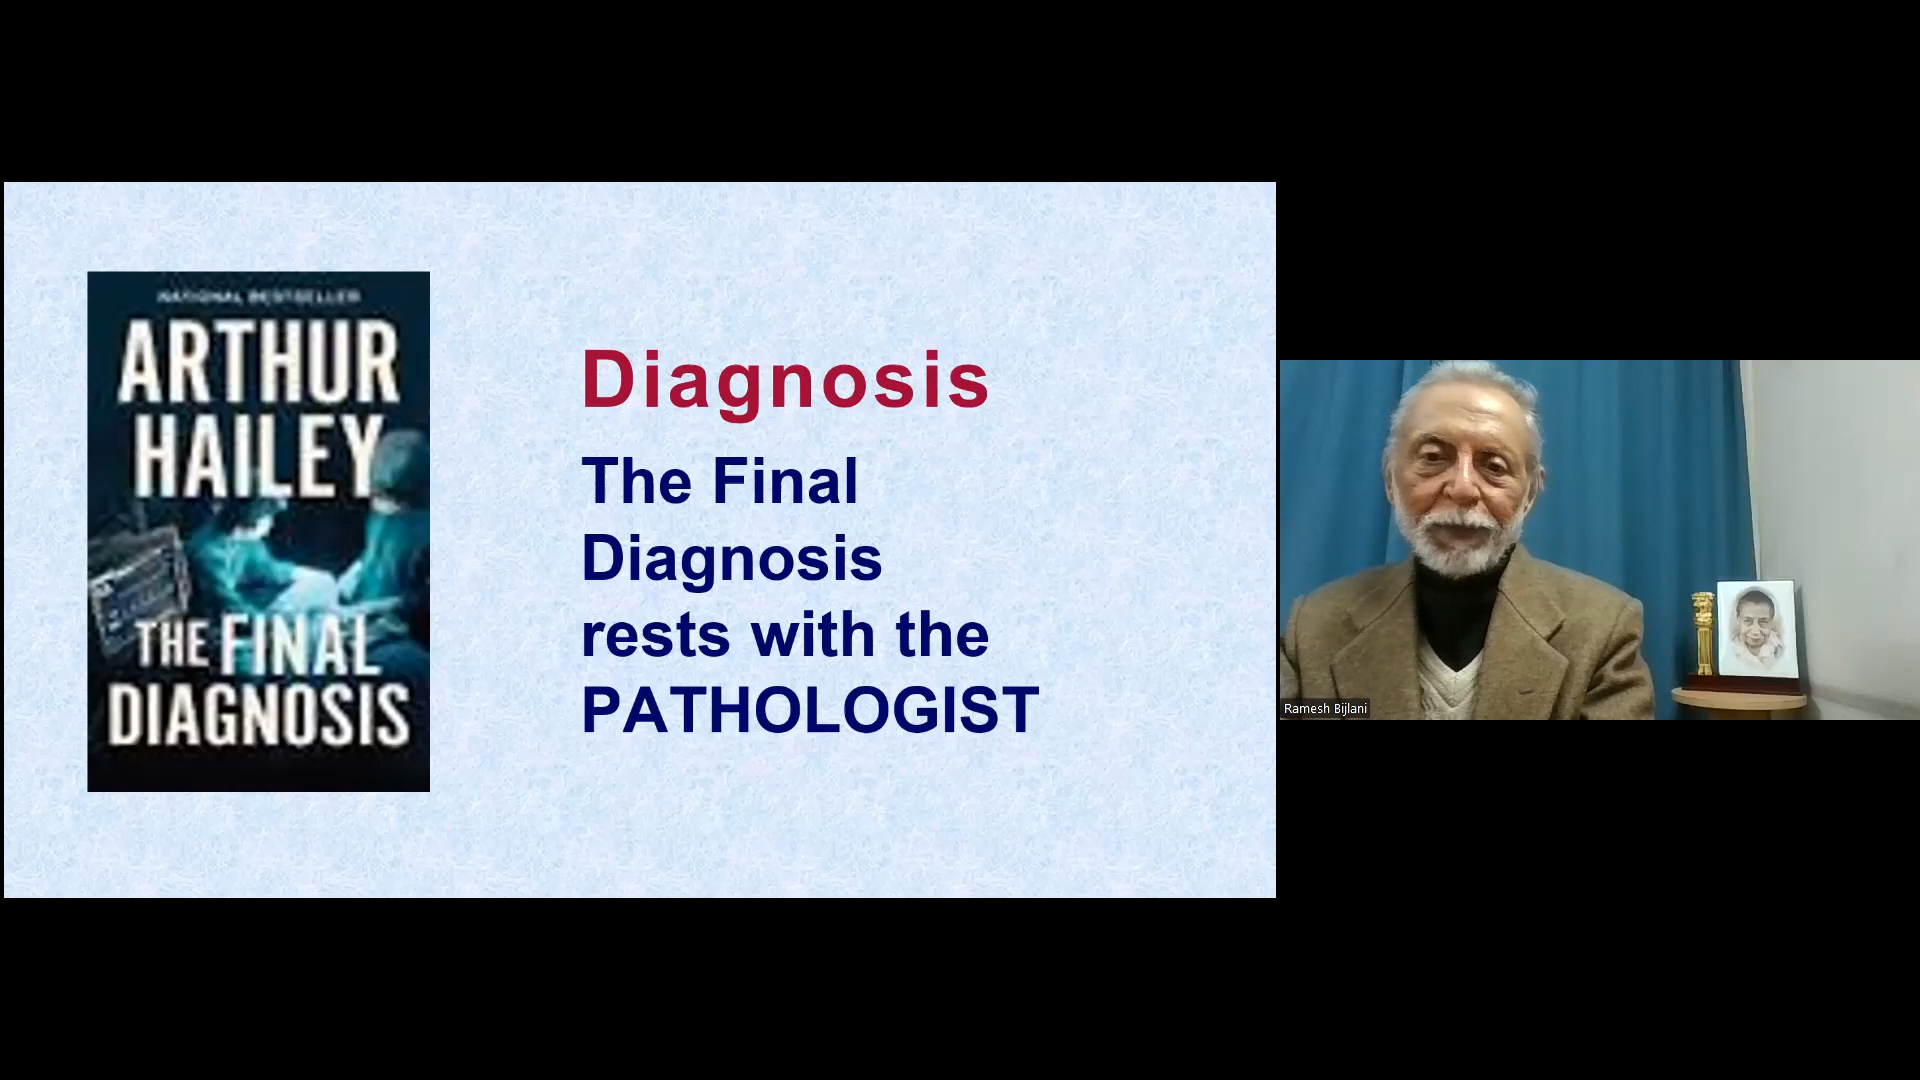 NATIONAL BESTSELLER
ARTHUR
HAILEY
THE FINAL
DIAGNOSIS
Diagnosis
The Final
Diagnosis
rests with the
PATHOLOGIST
Ramesh Bijlani